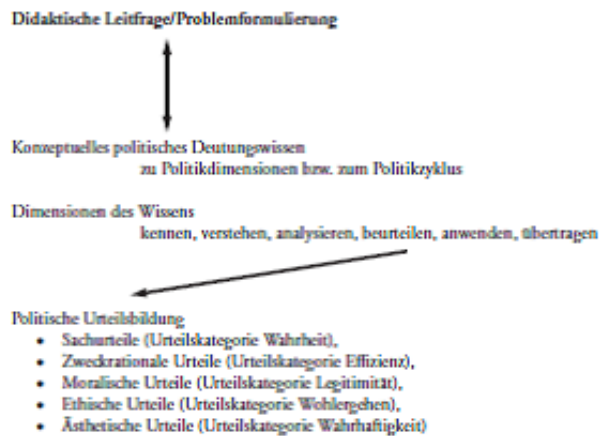 Didaktische Leitfrage/Problemformulierung
Konzeptuelles politisches Deutungswissen
zu Politikdimensionen bzw. zum Politikzyklus
Dimensionen des Wissens
kennen, verstehen, analysieren, beurteilen, anwenden, übertragen
Politische Urteilsbildung
• Sachurteile (Urteilskategorie Wahrheit),
• Zweckrationale Urteile (Urteilskategorie Effizienz),
• Moralische Urteile (Urteilskategorie Legitimität),
• Ethische Urteile (Urteilskategorie Wohlergehen),
• Ästhetische Urteile (Urteilskategorie Wahrhaftigkeit)